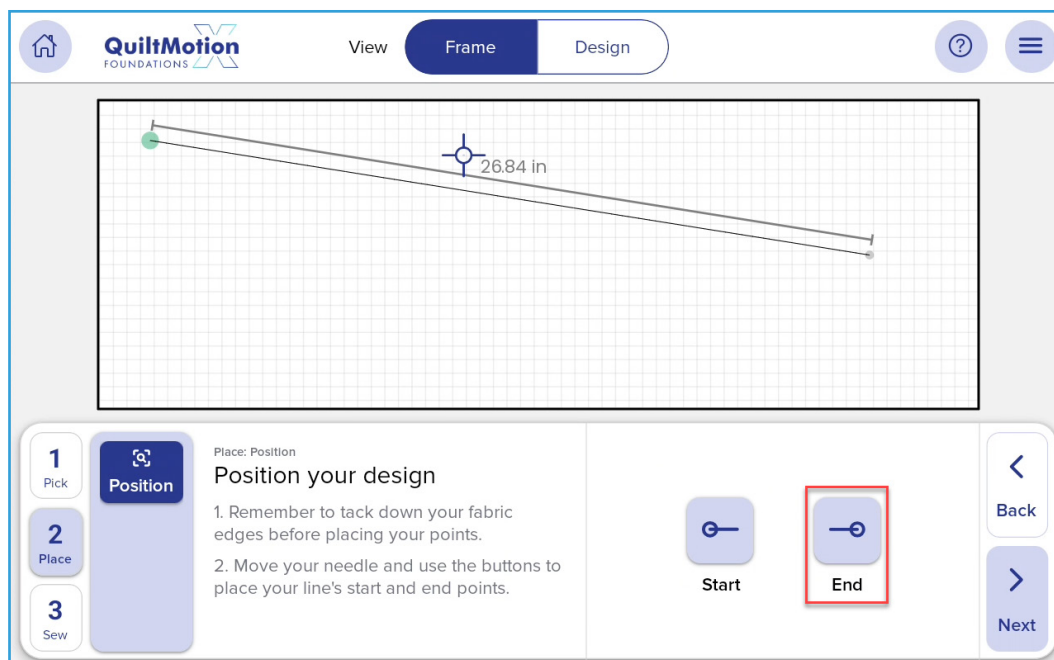 QuiltMotion
FOUNDATIONS
View
Frame
Design
26.84 in
1
Pick
2
Place
3
Sew
Position
Place: Position
Position your design
1. Remember to tack down your fabric
edges before placing your points.
2. Move your needle and use the buttons to
place your line's start and end points.
Start
End
Back
Next